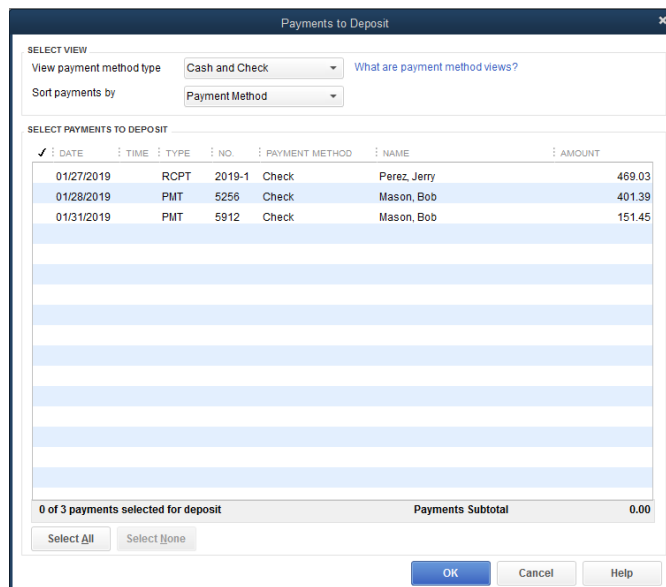 Payments to Deposit
SELECT VIEW
View payment method type Cash and Check What are payment method views?
Sort payments by Payment Method
SELECT PAYMENTS TO DEPOSIT
✓ DATE TIME TYPE NO. PAYMENT METHOD NAME AMOUNT
01/27/2019 RCPT 2019-1 Check Perez, Jerry 469.03
01/28/2019 PMT 5256 Check Mason, Bob 401.39
01/31/2019 PMT 5912 Check Mason, Bob 151.45
0 of 3 payments selected for deposit Payments Subtotal 0.00
Select All Select None
OK Cancel Help